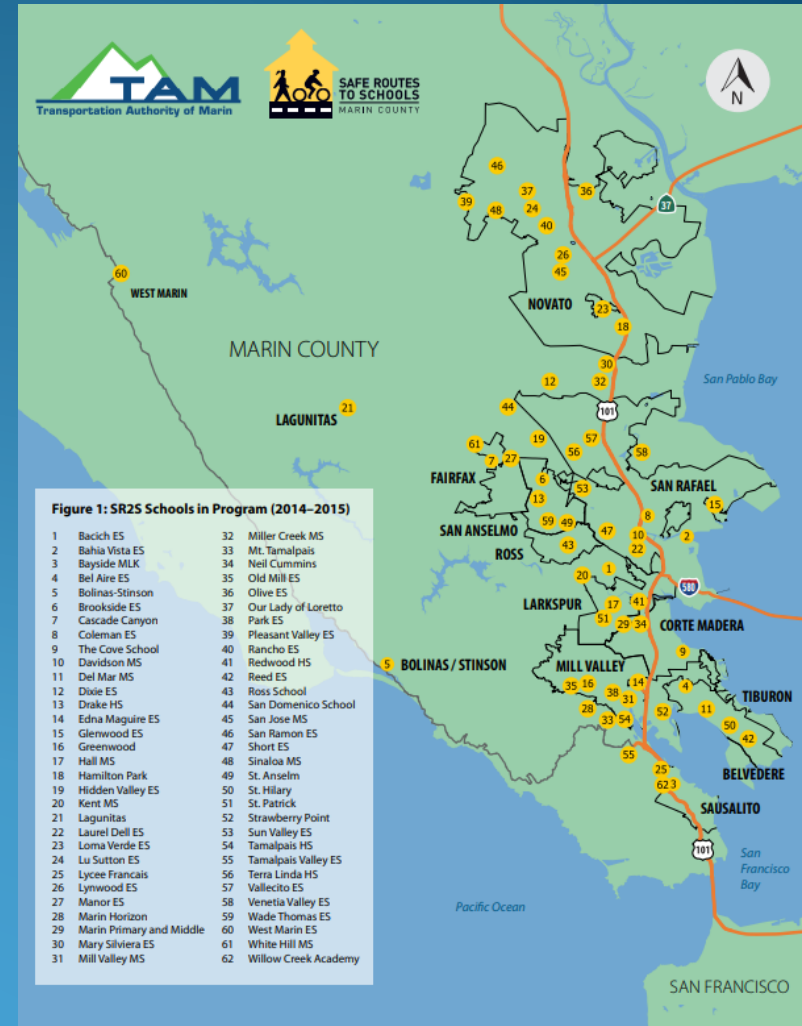 TAM
Transportation Authority of Marin
SAFE ROUTES
TO SCHOOLS
MARIN COUNTY
N
46
37
36
39
48
24
37
40
26
45
60
WEST MARIN
NOVATO
23
18
MARIN COUNTY
30
San Pablo Bay
12
32
21
44
101
LAGUNITAS
61
19
57
56
58
7
27
FAIRFAX
6
53
SAN RAFAEL
13
15
59
49
8
SAN ANSELMO
47
10
2
43
22
ROSS
20
1
580
LARKSPUR
17
41
51
29
34
CORTE MADERA
9
5
BOLINAS / STINSON
MILL VALLEY
35
16
14
4
38
31
TIBURON
28
11
33
54
52
50
42
55
BELVEDERE
25
62
3
SAUSALITO
101
San
Francisco
Bay
Pacific Ocean
SAN FRANCISCO
Figure 1: SR2S Schools in Program (2014–2015)
1 Bacich ES
2 Bahia Vista ES
3 Bayside MLK
4 Bel Aire ES
5 Bolinas-Stinson
6 Brookside ES
7 Cascade Canyon
8 Coleman ES
9 The Cove School
10 Davidson MS
11 Del Mar MS
12 Dixie ES
13 Drake HS
14 Edna Maguire ES
15 Glenwood ES
16 Greenwood
17 Hall MS
18 Hamilton Park
19 Hidden Valley ES
20 Kent MS
21 Lagunitas
22 Laurel Dell ES
23 Loma Verde ES
24 Lu Sutton ES
25 Lycee Francais
26 Lynwood ES
27 Manor ES
28 Marin Horizon
29 Marin Primary and Middle
30 Mary Silviera ES
31 Mill Valley MS
32 Miller Creek MS
33 Mt. Tamalpais
34 Neil Cummins
35 Old Mill ES
36 Olive ES
37 Our Lady of Loretto
38 Park ES
39 Pleasant Valley ES
40 Rancho ES
41 Redwood HS
42 Reed ES
43 Ross School
44 San Domenico School
45 San Jose MS
46 San Ramon ES
47 Short ES
48 Sinaloa MS
49 St. Anselm
50 St. Hilary
51 St. Patrick
52 Strawberry Point
53 Sun Valley ES
54 Tamalpais HS
55 Tamalpais Valley ES
56 Terra Linda HS
57 Vallecito ES
58 Venetia Valley ES
59 Wade Thomas ES
60 West Marin ES
61 White Hill MS
62 Willow Creek Academy